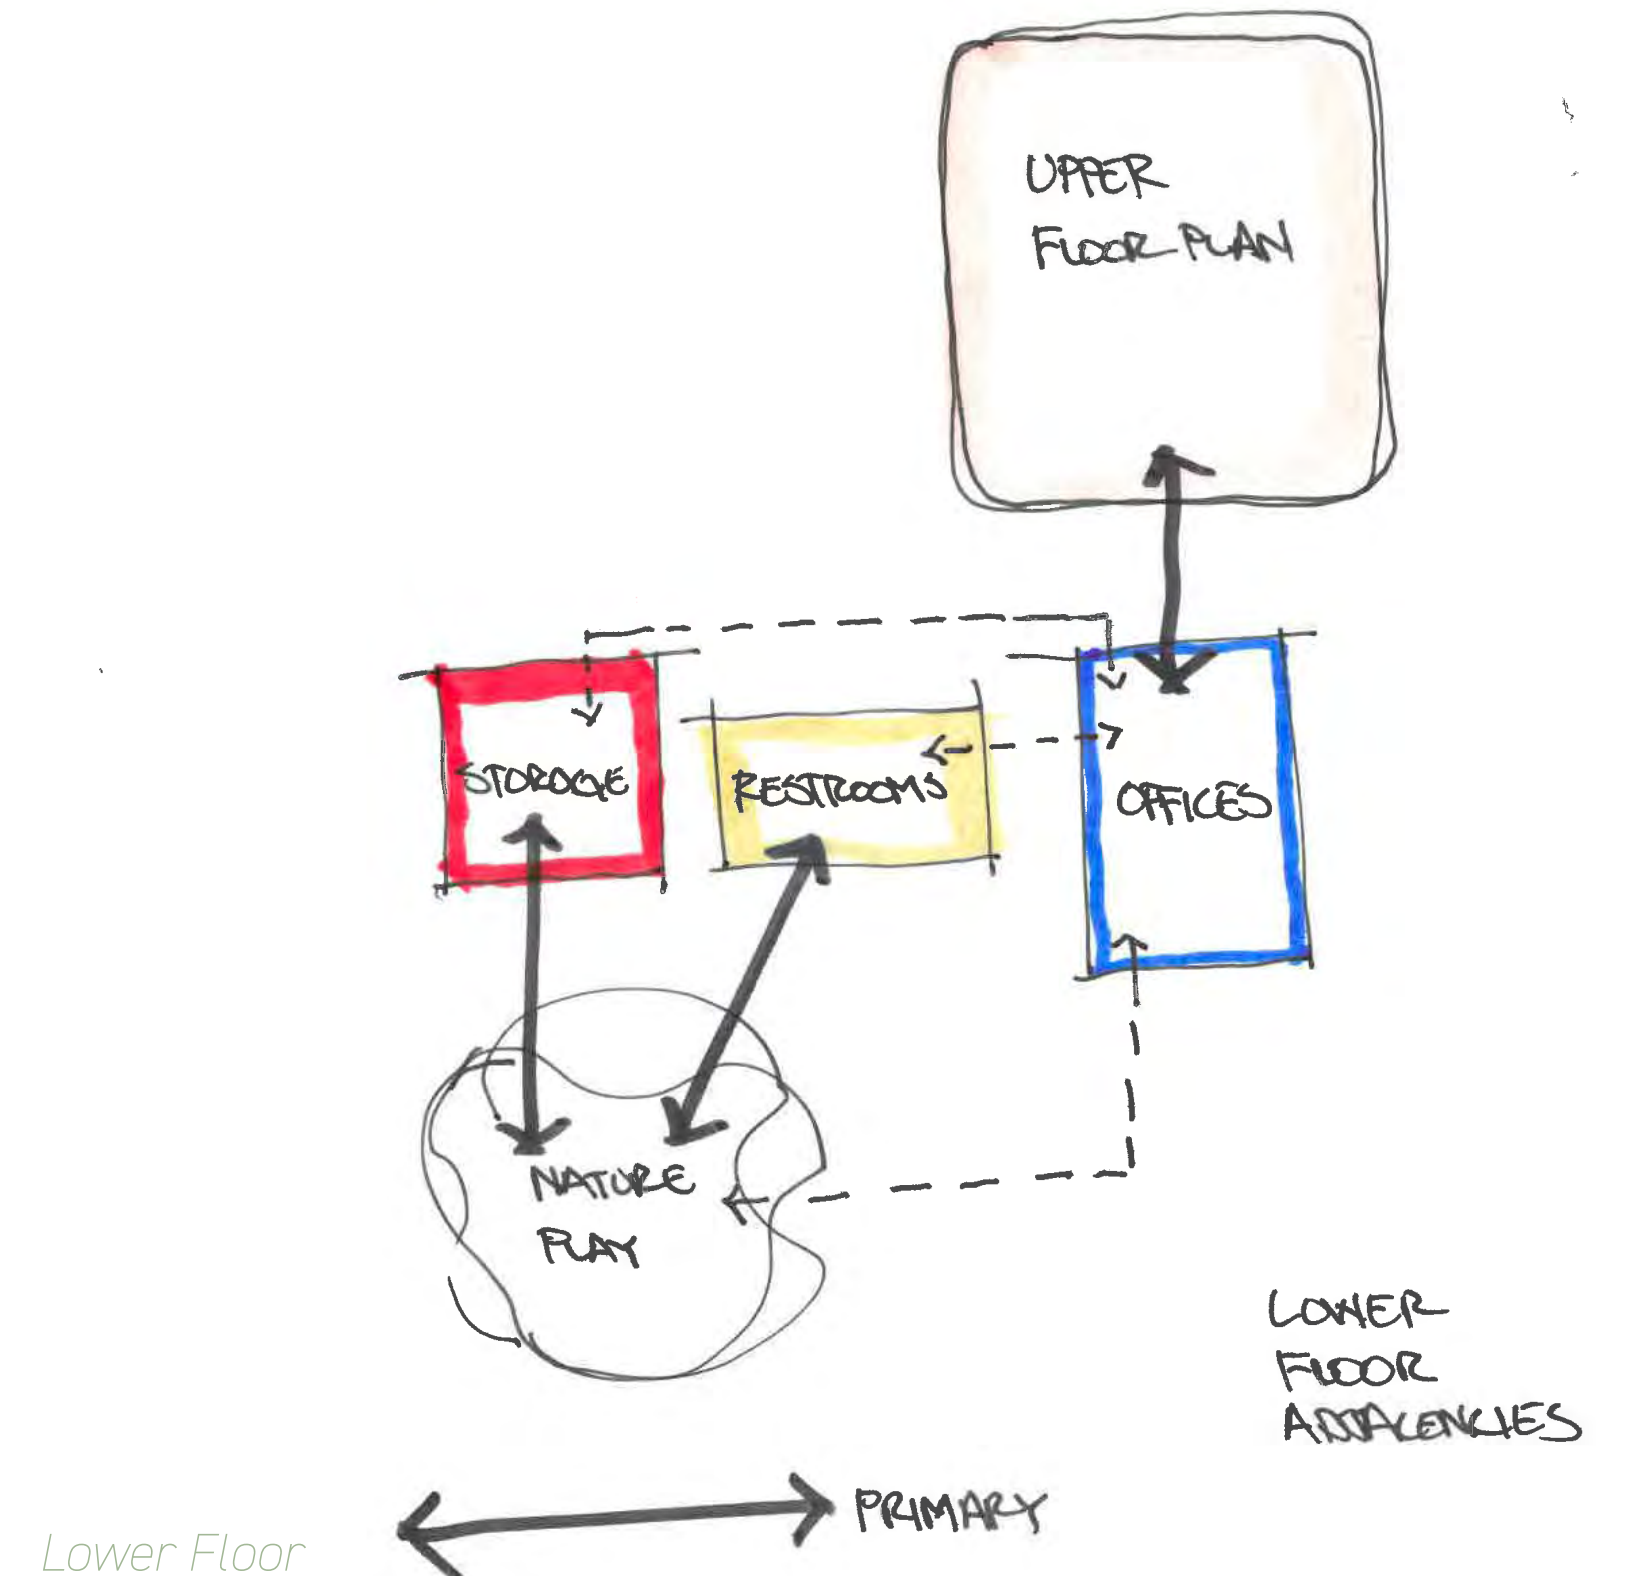 UPPER
FLOOR PLAN
STORAGE
RESTROOMS
OFFICES
NATURE
PLAY
LOWER
FLOOR
ADJACENCIES
PRIMARY
Lower Floor